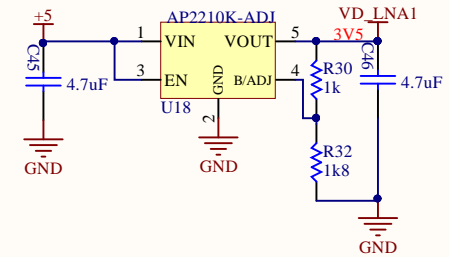 +5
AP2210K-ADJ
VD_LNA1
1 VIN VOUT 5
3V5
C45
4.7uF
3 EN B/ADJ 4
GND
U18
2
R30
1k
C46
4.7uF
R32
1k8
GND
GND
GND